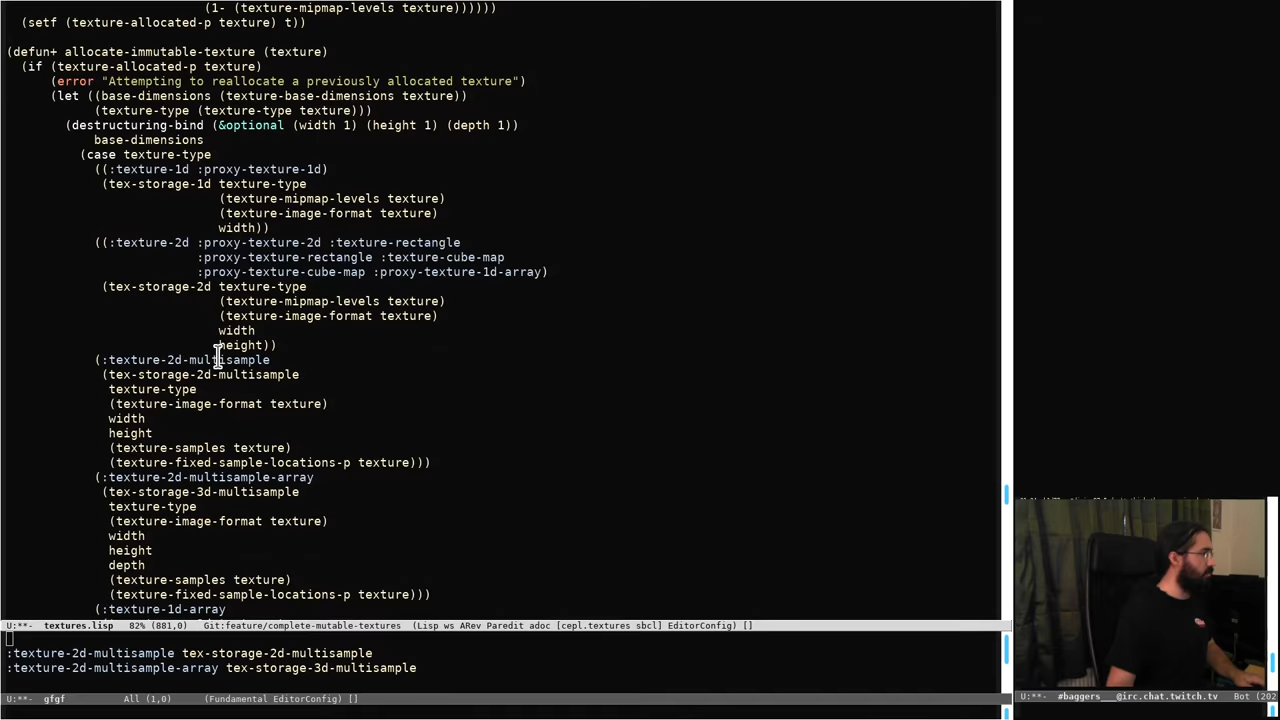 (1- (texture-mipmap-levels texture))))))
(setf (texture-allocated-p texture) t))
(defun+ allocate-immutable-texture (texture)
(if (texture-allocated-p texture)
(error "Attempting to reallocate a previously allocated texture")
(let ((base-dimensions (texture-base-dimensions texture))
(texture-type (texture-type texture)))
(destructuring-bind (&optional (width 1) (height 1) (depth 1))
base-dimensions
(case texture-type
((:texture-1d :proxy-texture-1d)
(tex-storage-1d texture-type
(texture-mipmap-levels texture)
(texture-image-format texture)
width))
((:texture-2d :proxy-texture-2d :texture-rectangle
:proxy-texture-rectangle :texture-cube-map
:proxy-texture-cube-map :proxy-texture-1d-array)
(tex-storage-2d texture-type
(texture-mipmap-levels texture)
(texture-image-format texture)
width
height))
(:texture-2d-multisample
(tex-storage-2d-multisample
texture-type
(texture-image-format texture)
width
height
(texture-samples texture)
(texture-fixed-sample-locations-p texture)))
(:texture-2d-multisample-array
(tex-storage-3d-multisample
texture-type
(texture-image-format texture)
width
height
depth
(texture-samples texture)
(texture-fixed-sample-locations-p texture)))
(:texture-1d-array
U:**- textures.lisp 82% (881,0) Git:feature/complete-mutable-textures (Lisp ws ARev Paredit adoc [cepl.textures sbcl] EditorConfig) []
:texture-2d-multisample tex-storage-2d-multisample
:texture-2d-multisample-array tex-storage-3d-multisample
U:**- gfgf All (1,0) (Fundamental EditorConfig) []
U:**- #baggers___@irc.chat.twitch.tv Bot (202